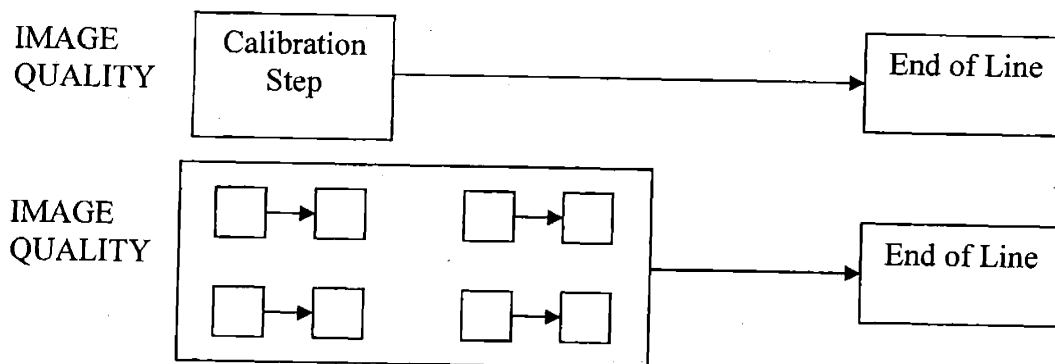 IMAGE
QUALITY
Calibration
Step
End of Line
IMAGE
QUALITY
End of Line